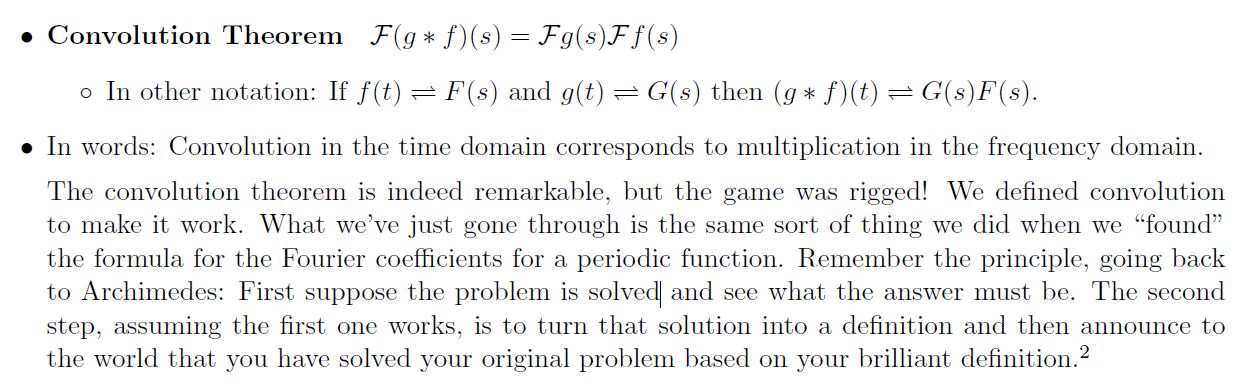 • Convolution Theorem ℱ(g ∗ f)(s) = ℱg(s)ℱf(s)
◦ In other notation: If f(t) ⇌ F(s) and g(t) ⇌ G(s) then (g ∗ f)(t) ⇌ G(s)F(s).
• In words: Convolution in the time domain corresponds to multiplication in the frequency domain.
The convolution theorem is indeed remarkable, but the game was rigged! We defined convolution
to make it work. What we’ve just gone through is the same sort of thing we did when we “found”
the formula for the Fourier coefficients for a periodic function. Remember the principle, going back
to Archimedes: First suppose the problem is solved and see what the answer must be. The second
step, assuming the first one works, is to turn that solution into a definition and then announce to
the world that you have solved your original problem based on your brilliant definition.²